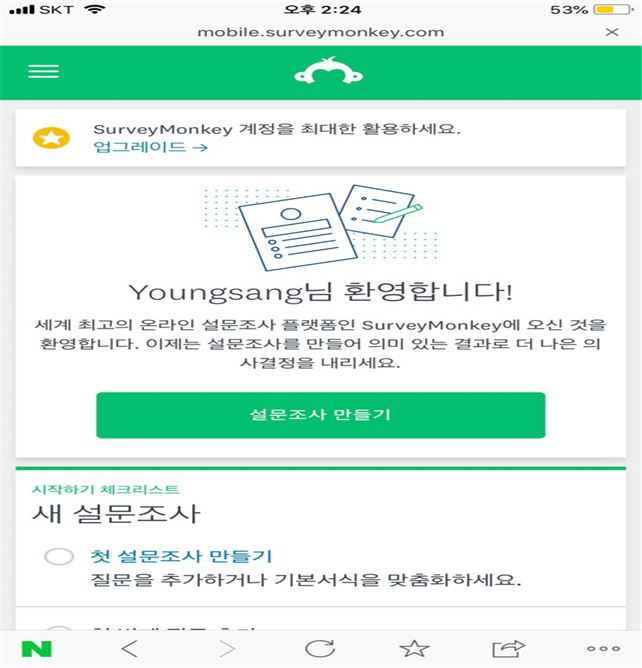 SKT 오후 2:24 53%
mobile.surveymonkey.com
SurveyMonkey 계정을 최대한 활용하세요.
업그레이드 →
Youngsang님 환영합니다!
세계 최고의 온라인 설문조사 플랫폼인 SurveyMonkey에 오신 것을
환영합니다. 이제는 설문조사를 만들어 의미 있는 결과로 더 나은 의
사결정을 내리세요.
설문조사 만들기
시작하기 체크리스트
새 설문조사
첫 설문조사 만들기
질문을 추가하거나 기본서식을 맞춤화하세요.
N